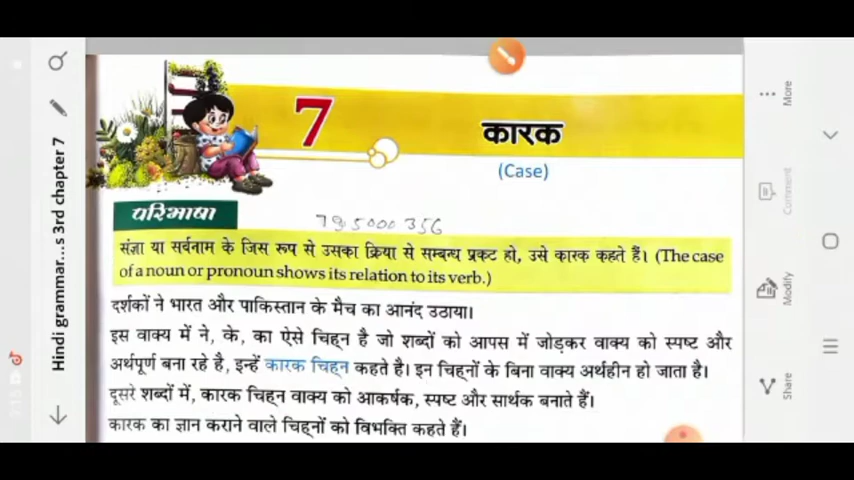 7
कारक
(Case)
परिभाषा
संज्ञा या सर्वनाम के जिस रूप से उसका क्रिया से सम्बन्ध प्रकट हो, उसे कारक कहते हैं। (The case
of a noun or pronoun shows its relation to its verb.)
दर्शकों ने भारत और पाकिस्तान के मैच का आनंद उठाया।
इस वाक्य में ने, के, का ऐसे चिह्न है जो शब्दों को आपस में जोड़कर वाक्य को स्पष्ट और
अर्थपूर्ण बना रहे है, इन्हें कारक चिह्न कहते है। इन चिह्नों के बिना वाक्य अर्थहीन हो जाता है।
दूसरे शब्दों में, कारक चिह्न वाक्य को आकर्षक, स्पष्ट और सार्थक बनाते हैं।
कारक का ज्ञान कराने वाले चिह्नों को विभक्ति कहते हैं।
Hindi grammar...s 3rd chapter 7
More
Comment
Modify
Share